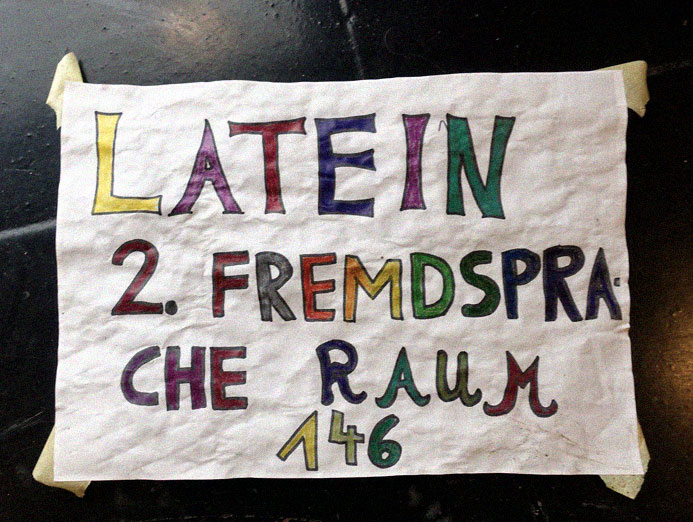 LATEIN
2. FREMDSPRA-
CHE RAUM
146